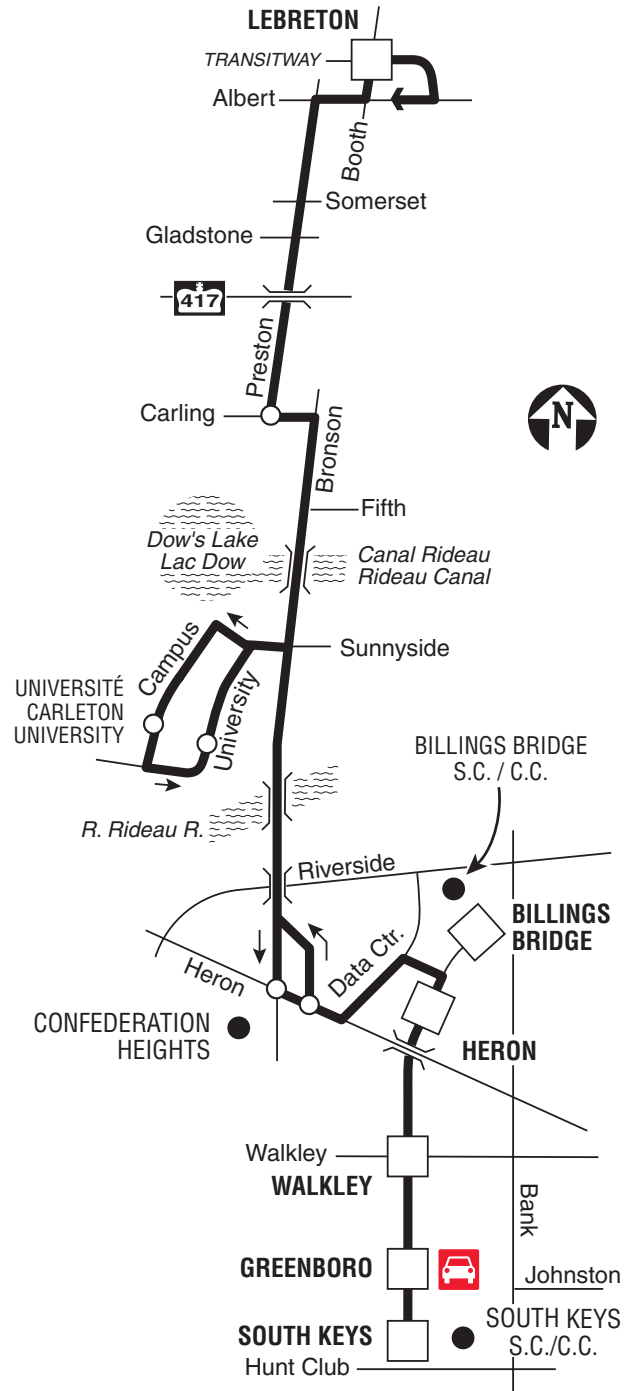 LEBRETON
TRANSITWAY
Albert
Booth
Somerset
Gladstone
417
Preston
Carling
Bronson
N
Fifth
Dow's Lake
Lac Dow
Canal Rideau
Rideau Canal
Sunnyside
Campus
University
UNIVERSITÉ
CARLETON
UNIVERSITY
BILLINGS BRIDGE
S.C. / C.C.
R. Rideau R.
Riverside
BILLINGS
BRIDGE
Data Ctr.
Heron
CONFEDERATION
HEIGHTS
HERON
Walkley
WALKLEY
Bank
GREENBORO
Johnston
SOUTH KEYS
SOUTH KEYS
S.C./C.C.
Hunt Club